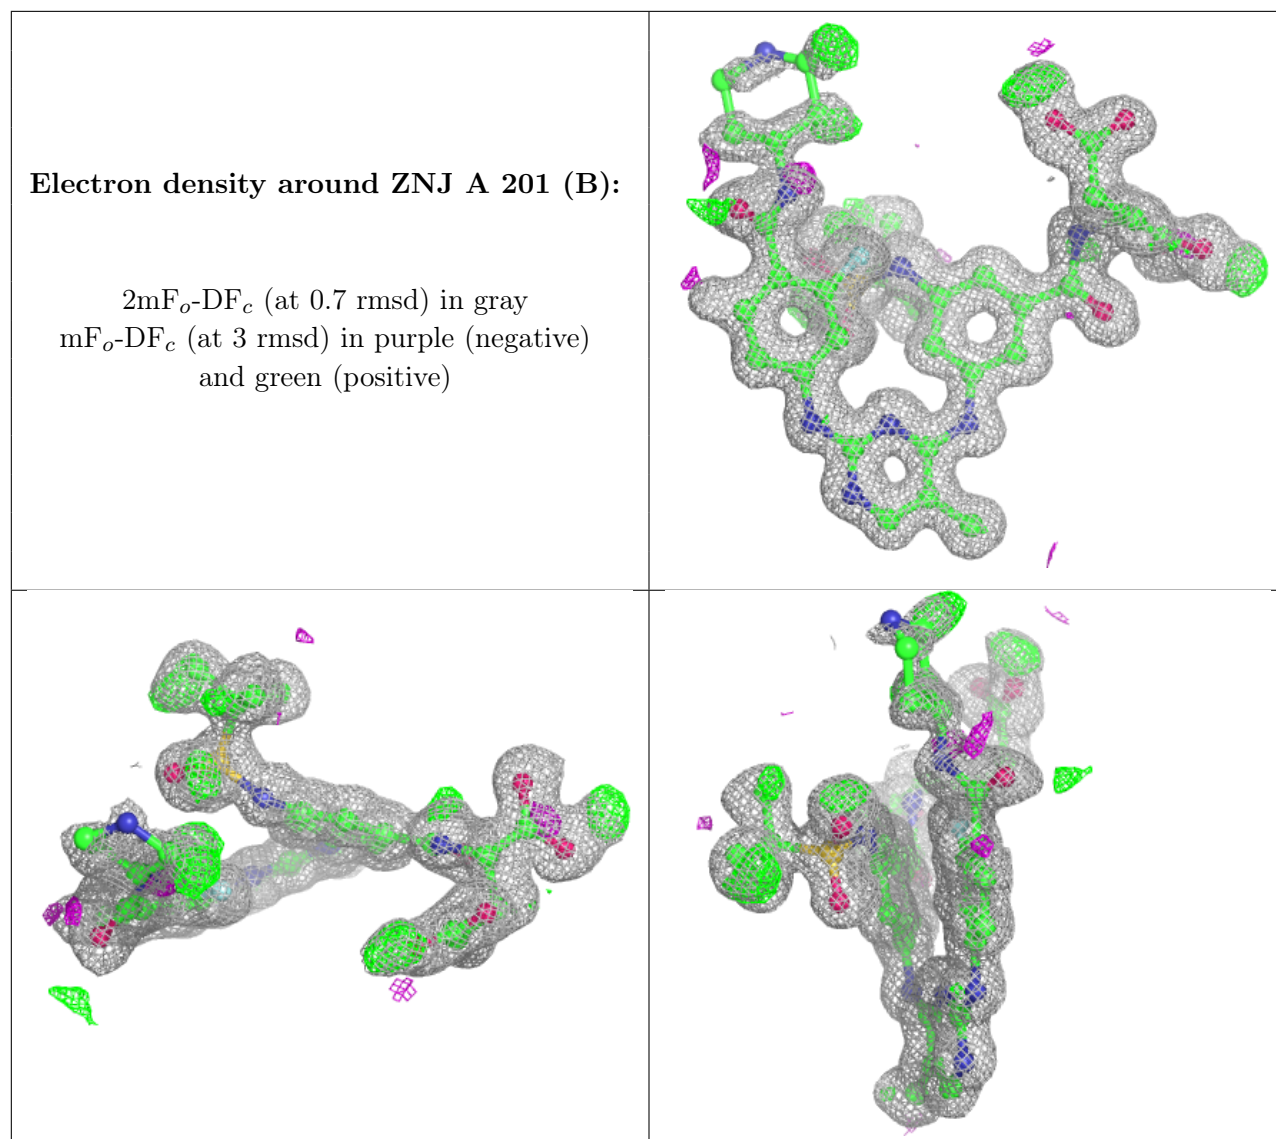 Electron density around ZNJ A 201 (B):
2mFo-DFc (at 0.7 rmsd) in gray
mFo-DFc (at 3 rmsd) in purple (negative)
and green (positive)